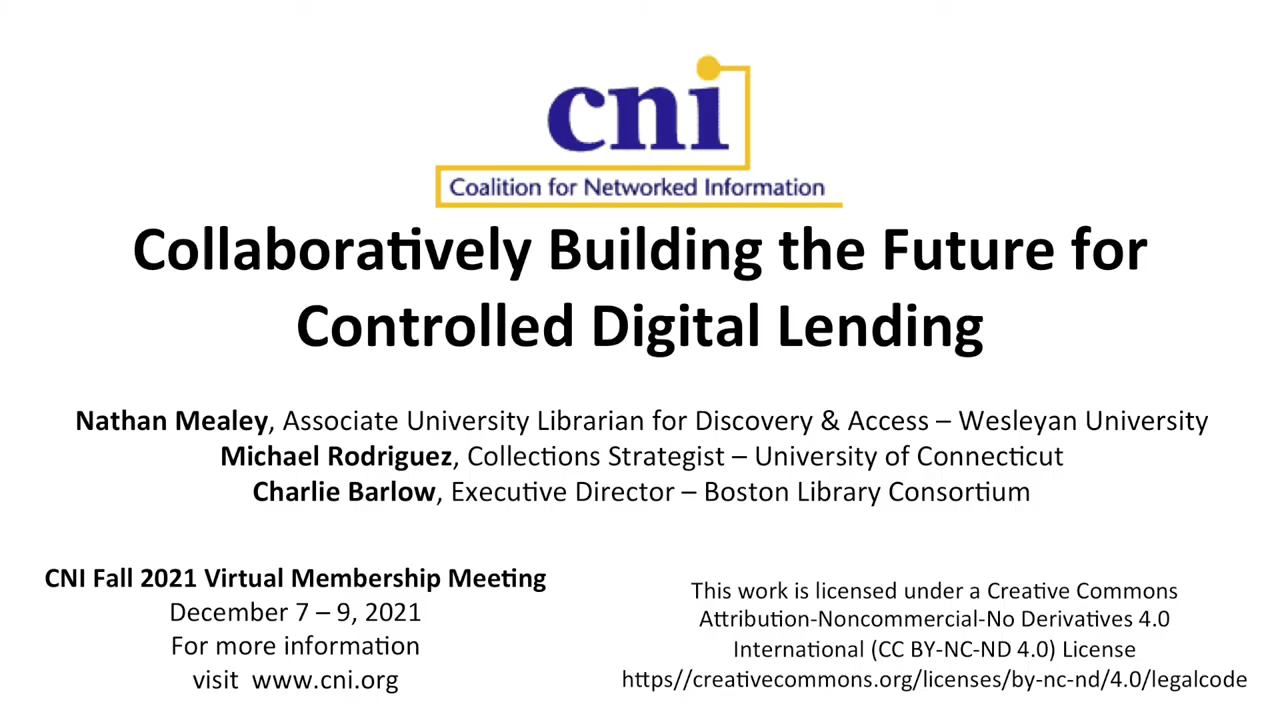 cni
Coalition for Networked Information
Collaboratively Building the Future for
Controlled Digital Lending
Nathan Mealey, Associate University Librarian for Discovery & Access – Wesleyan University
Michael Rodriguez, Collections Strategist – University of Connecticut
Charlie Barlow, Executive Director – Boston Library Consortium
CNI Fall 2021 Virtual Membership Meeting
December 7 – 9, 2021
For more information
visit www.cni.org
This work is licensed under a Creative Commons
Attribution-Noncommercial-No Derivatives 4.0
International (CC BY-NC-ND 4.0) License
https//creativecommons.org/licenses/by-nc-nd/4.0/legalcode